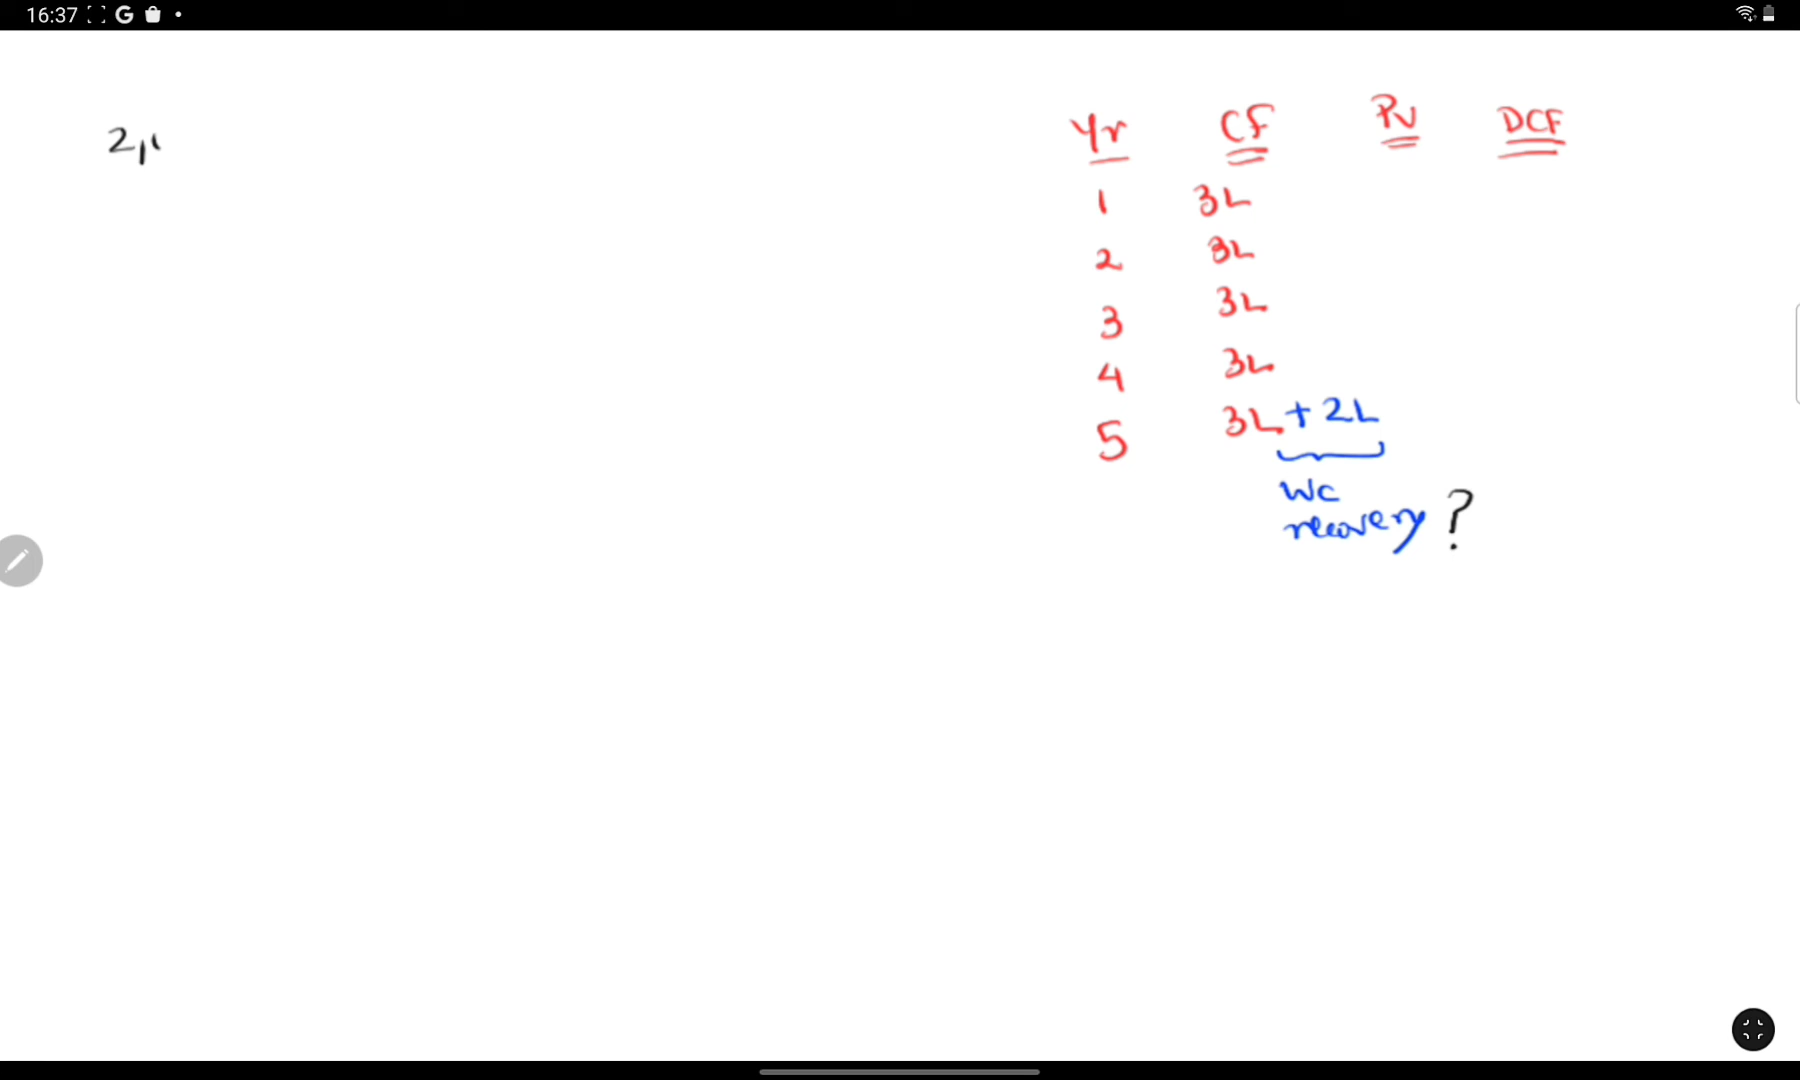 16:37
2,
Yr CF PV DCF
1 3L
2 3L
3 3L
4 3L
5 3L + 2L
WC
recovery ?